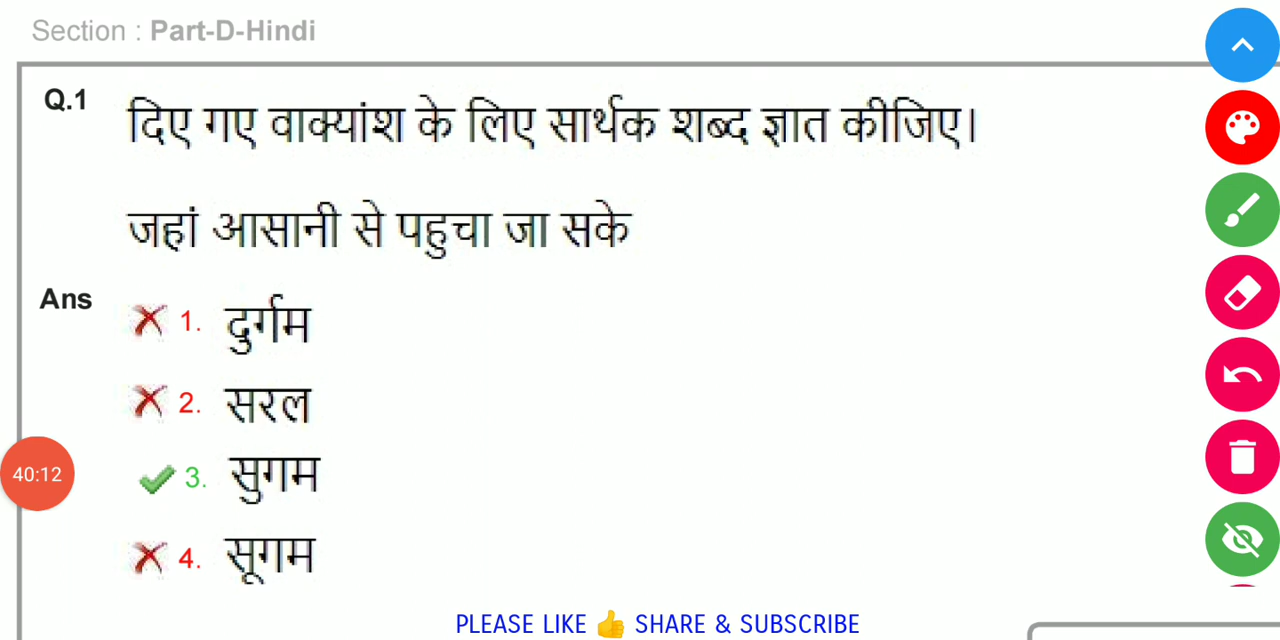 Section : Part-D-Hindi
Q.1 दिए गए वाक्यांश के लिए सार्थक शब्द ज्ञात कीजिए।
जहां आसानी से पहुचा जा सके
Ans
1. दुर्गम
2. सरल
40:12
3. सुगम
4. सूगम
PLEASE LIKE 👍 SHARE & SUBSCRIBE